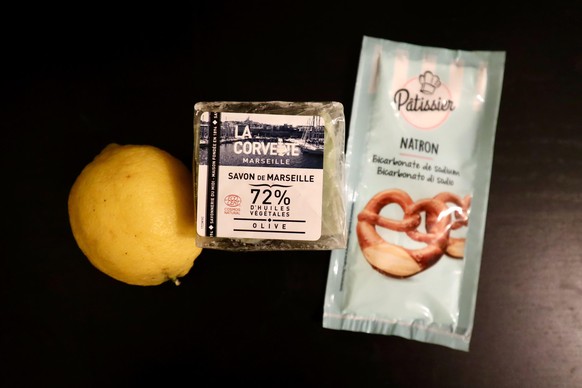 LA
CORVETTE
MARSEILLE
SAVON DE MARSEILLE
72%
D'HUILES
VÉGÉTALES
OLIVE
Pâtissier
NATRON
Bicarbonate de sodium
Bicarbonato di sodio